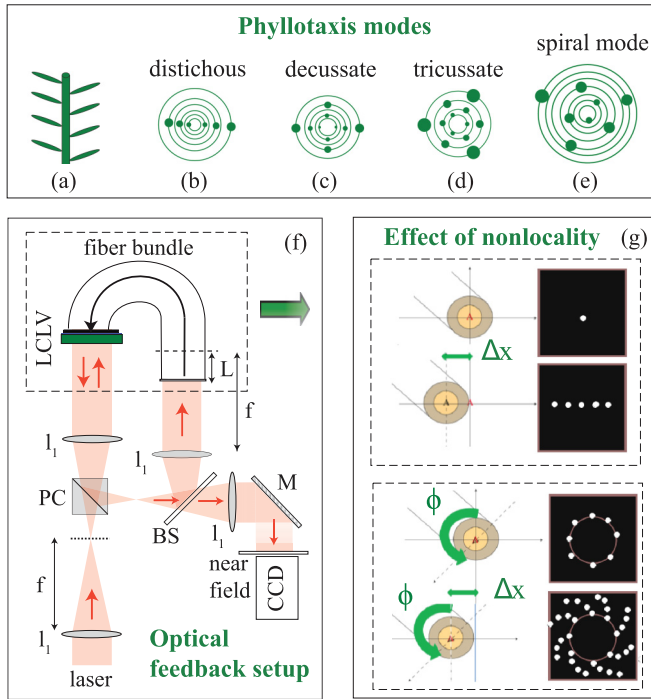 Phyllotaxis modes
distichous
decussate
tricussate
spiral mode
(a)
(b)
(c)
(d)
(e)
(f)
fiber bundle
LCLV
L
f
l1
l1
PC
BS
l1
M
near
field
CCD
f
l1
laser
Optical
feedback setup
Effect of nonlocality
(g)
A
Δx
A
A
ϕ
ϕ
Δx